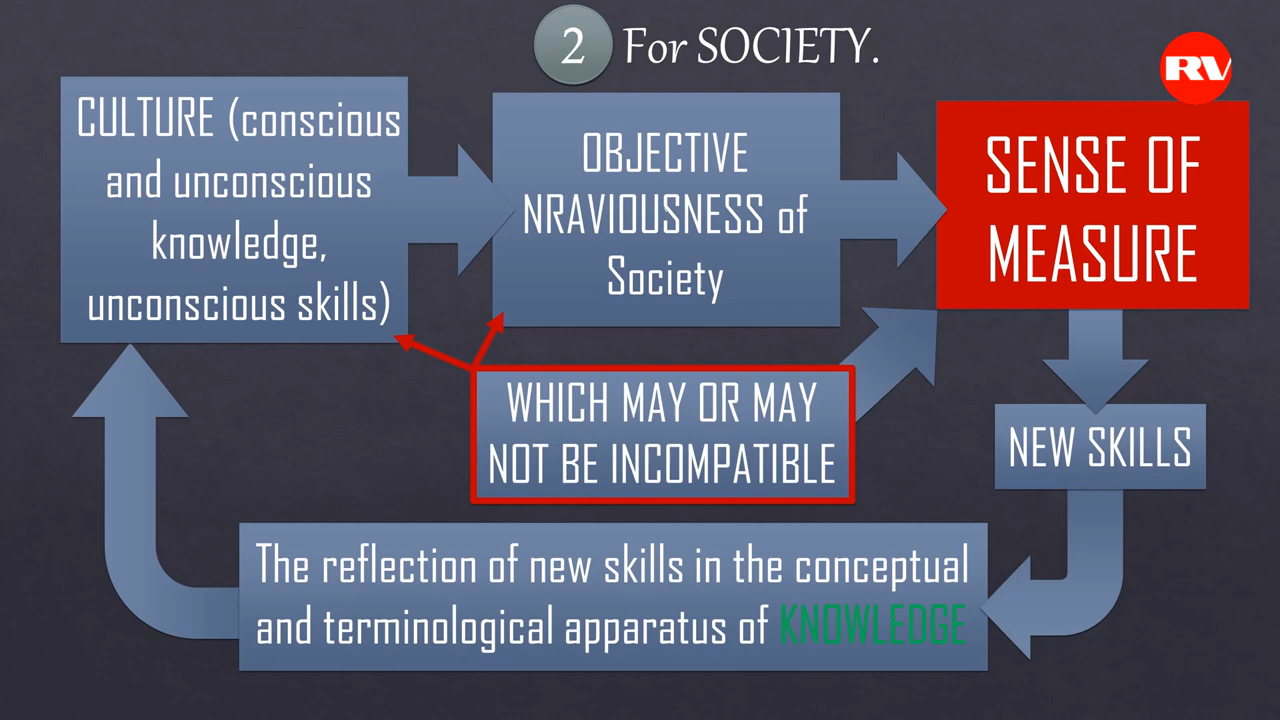 2 For SOCIETY.
RV
CULTURE (conscious
and unconscious
knowledge,
unconscious skills)
OBJECTIVE
NRAVIOUSNESS of
Society
SENSE OF
MEASURE
WHICH MAY OR MAY
NOT BE INCOMPATIBLE
NEW SKILLS
The reflection of new skills in the conceptual
and terminological apparatus of KNOWLEDGE